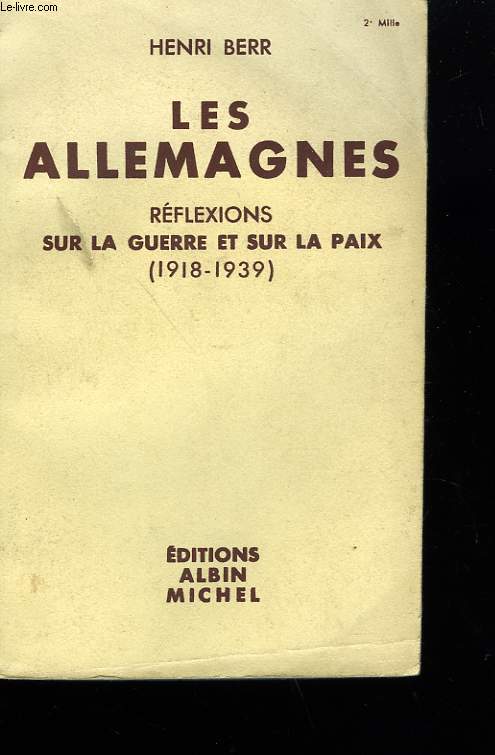 Le-livre.com
2e Mille
HENRI BERR
LES
ALLEMAGNES
RÉFLEXIONS
SUR LA GUERRE ET SUR LA PAIX
(1918-1939)
ÉDITIONS
ALBIN
MICHEL